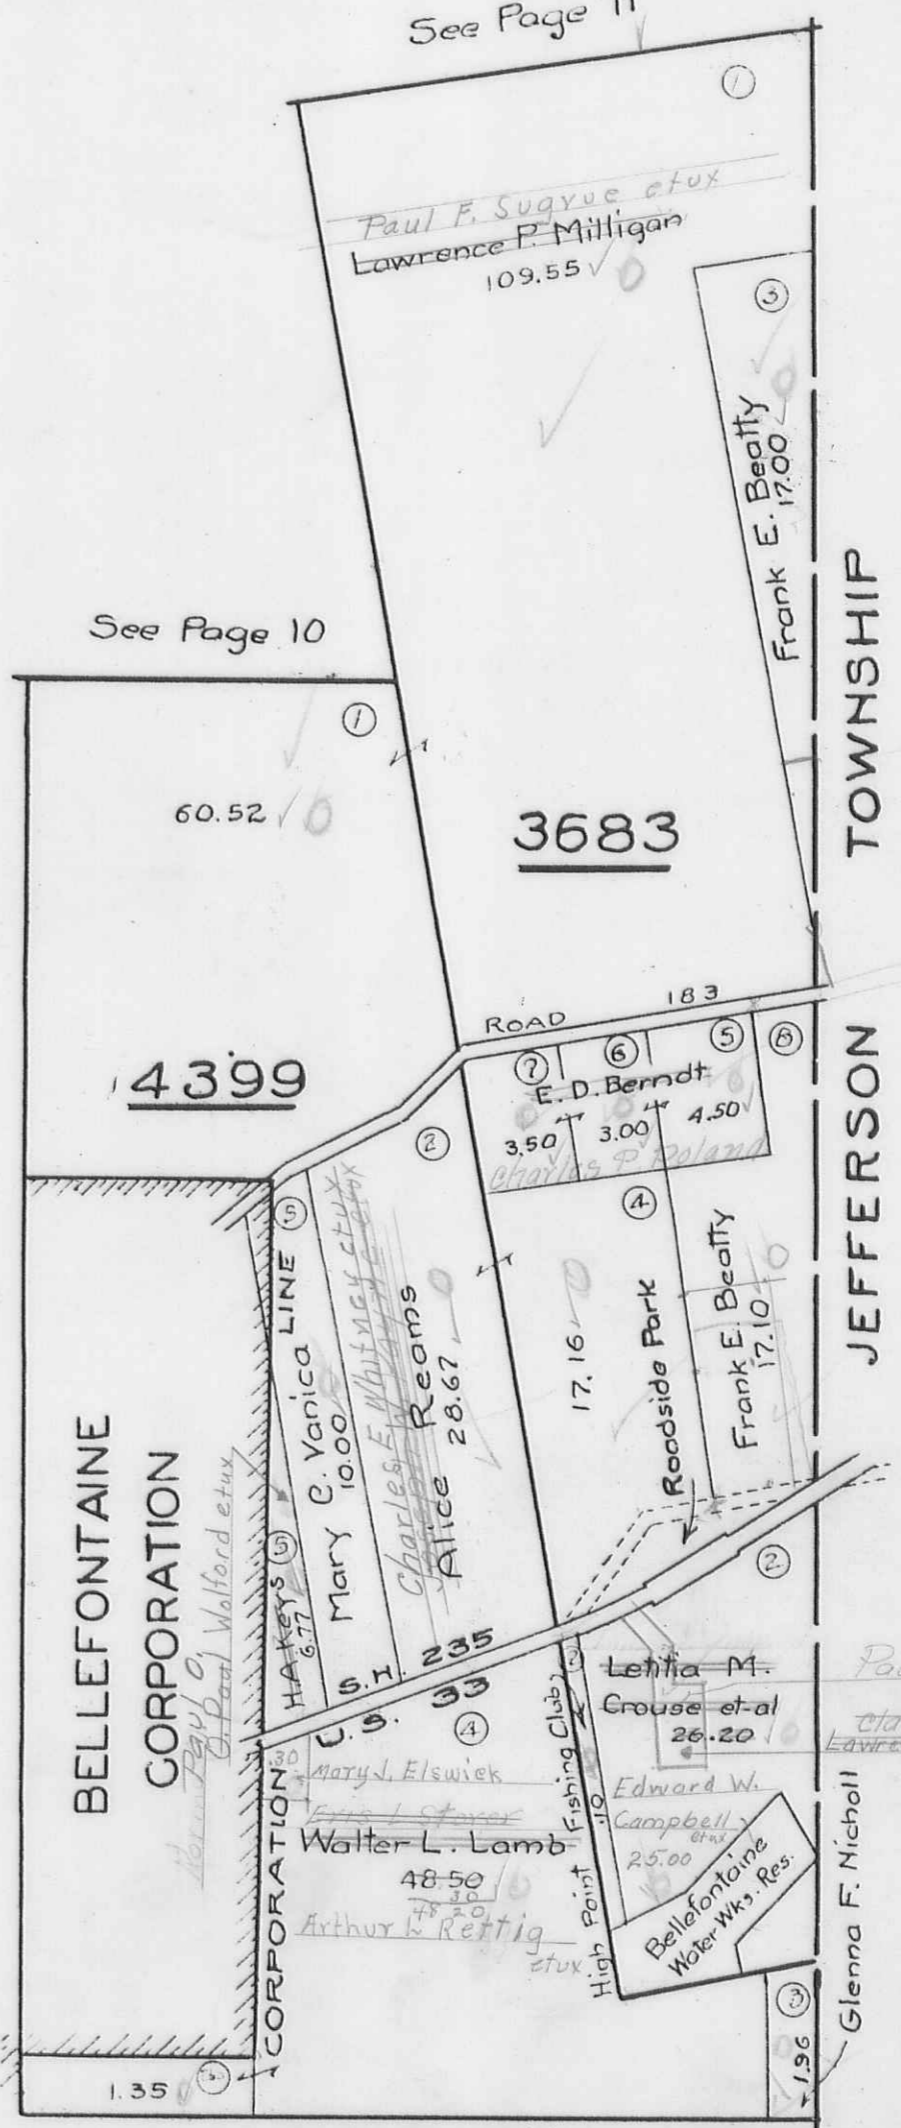 See Page 11
①
Paul F. Sugrue etux
Lawrence P. Milligan
109.55
③
Frank E. Beatty
17.00
TOWNSHIP
See Page 10
①
60.52
3683
ROAD 183
4399
⑦ ⑥ ⑤ ⑧
E. D. Berndt
3.50 3.00 4.50
Charles P. Poland
②
④
JEFFERSON
⑤
LINE
Mary C. Vanica
10.00
Charles E. Whitney etux
Alice Reams
28.67
17.16
Roadside Park
Frank E. Beatty
17.10
BELLEFONTAINE
CORPORATION
Paul O.
O. Paul Wolford etux
H.A. Keys ⑤
6.77
S.H. 235
U.S. 33
②
②
Letitia M.
Crouse et-al
26.20
④
.30
Mary J. Elswick
Walter L. Lamb
48.50
.30
48.20
Arthur L. Rettig
etux
CORPORATION
High Point Fishing Club
.10
Edward W.
Campbell
etux
25.00
Bellefontaine
Water Wks. Res.
Glenna F. Nicholl
③
1.96
1.35
③